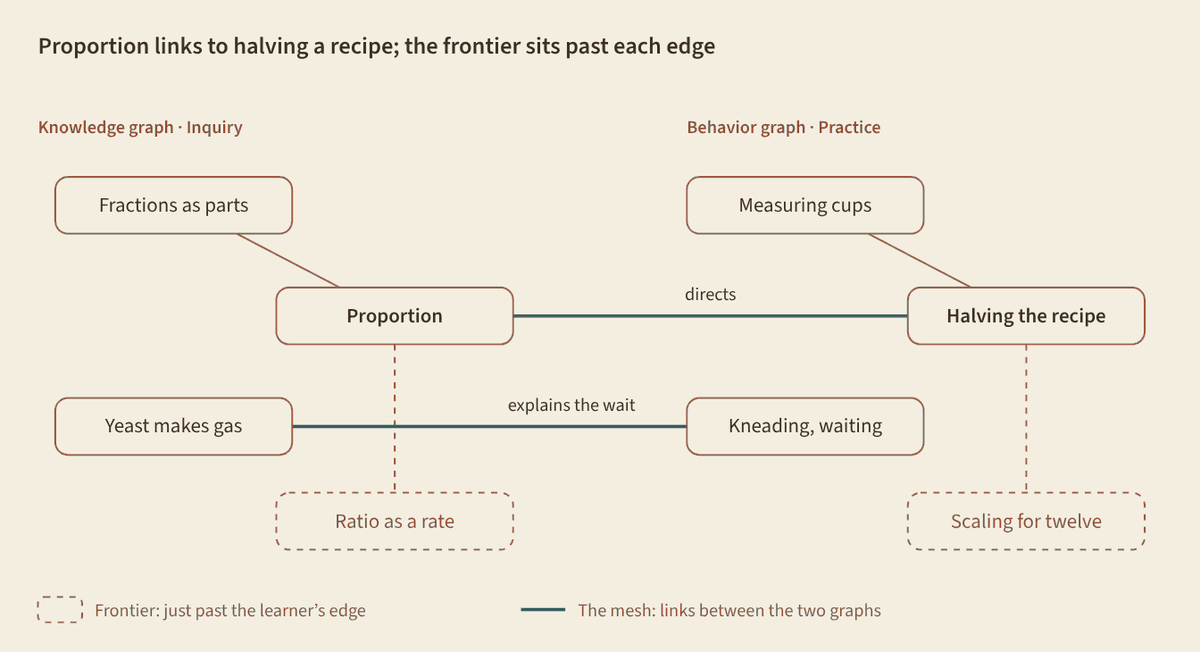 Proportion links to halving a recipe; the frontier sits past each edge
Knowledge graph · Inquiry
Behavior graph · Practice
Fractions as parts
Measuring cups
directs
Proportion
Halving the recipe
explains the wait
Yeast makes gas
Kneading, waiting
Ratio as a rate
Scaling for twelve
Frontier: just past the learner’s edge
The mesh: links between the two graphs